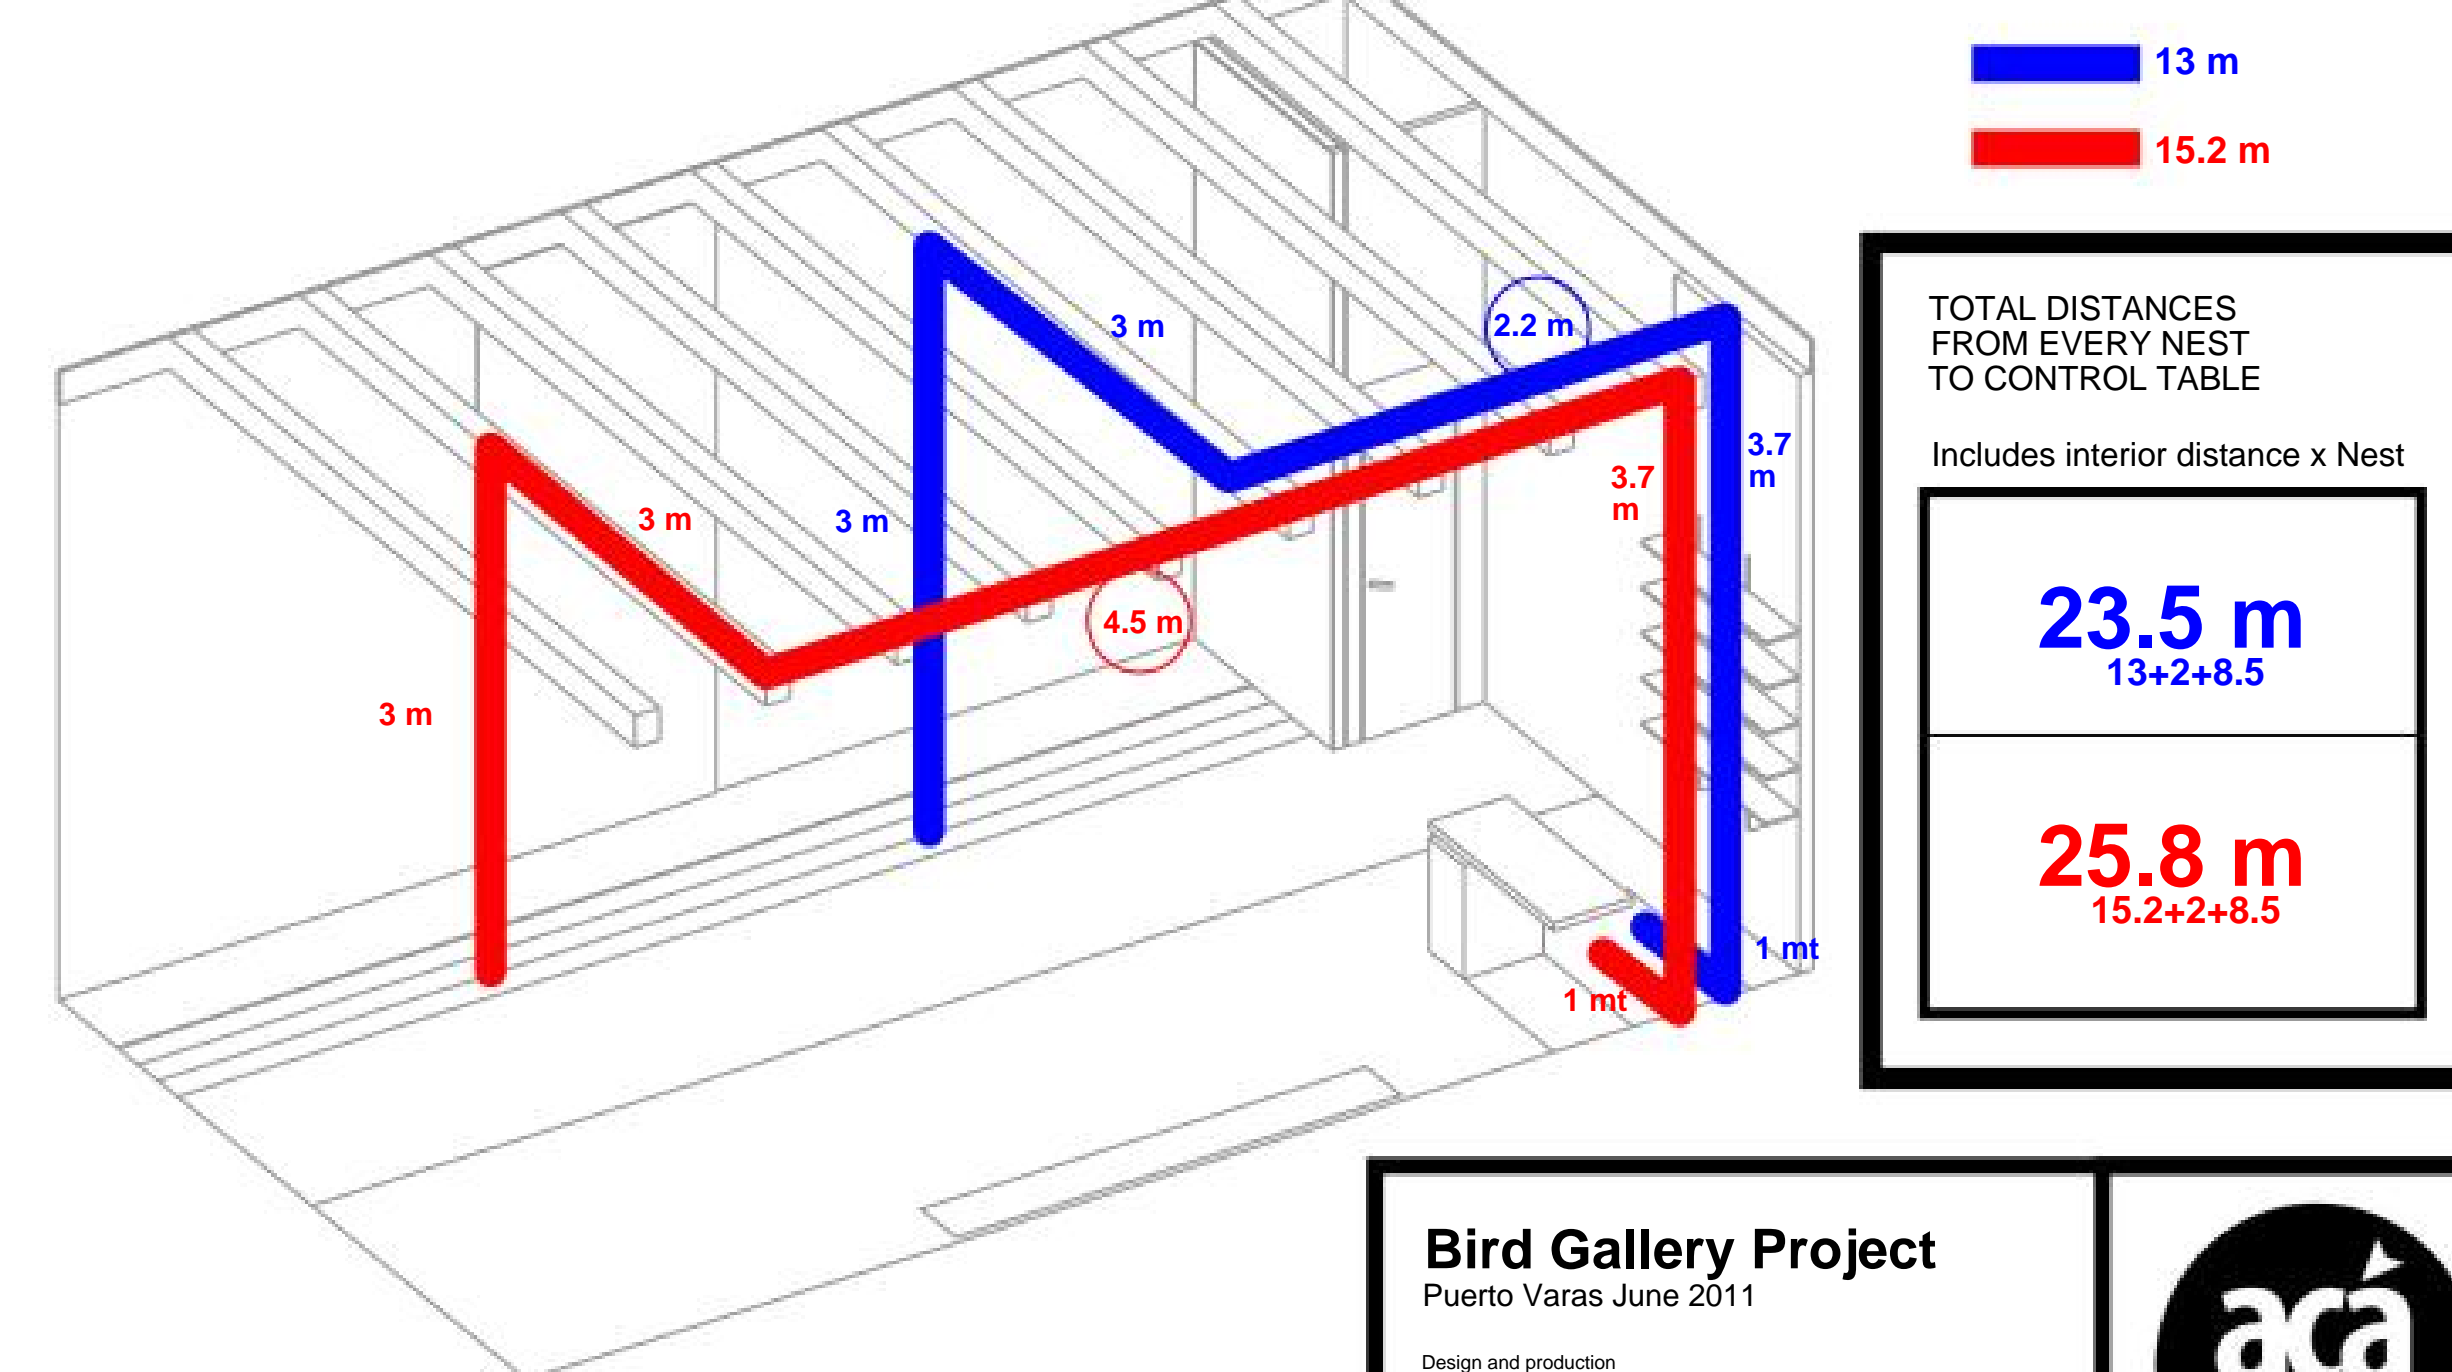 13 m
15.2 m
3 m
2.2 m
3 m
3 m
3.7
m
3.7
m
4.5 m
3 m
1 mt
1 mt
TOTAL DISTANCES
FROM EVERY NEST
TO CONTROL TABLE
Includes interior distance x Nest
23.5 m
13+2+8.5
25.8 m
15.2+2+8.5
Bird Gallery Project
Puerto Varas June 2011
Design and production
aca